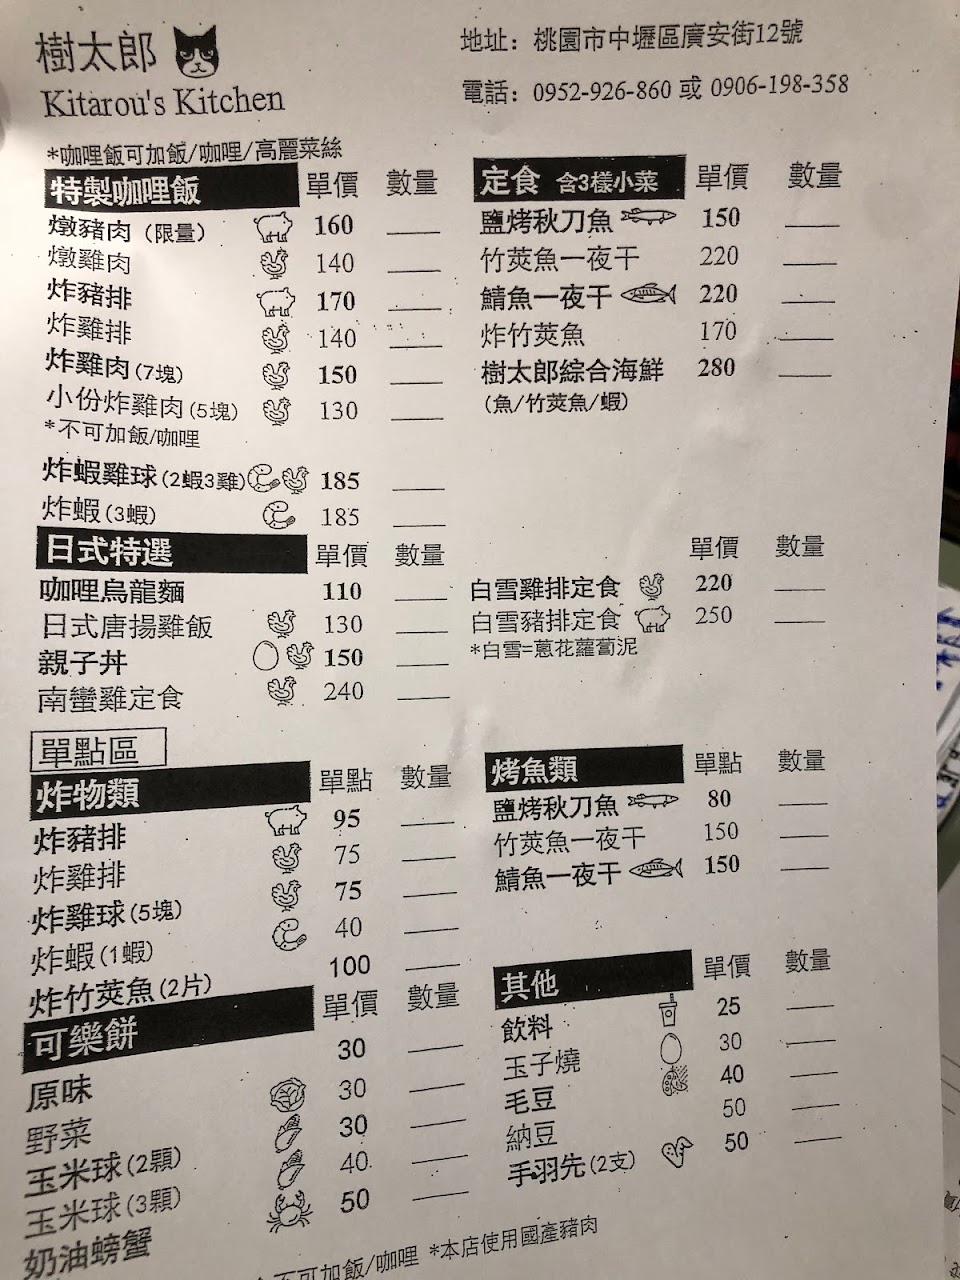 樹太郎
Kitarou's Kitchen
地址：桃園市中壢區廣安街12號
電話：0952-926-860 或 0906-198-358
*咖哩飯可加飯/咖哩/高麗菜絲
特製咖哩飯 單價 數量
燉豬肉（限量） 160
燉雞肉 140
炸豬排 170
炸雞排 140
炸雞肉(7塊) 150
小份炸雞肉(5塊) 130
*不可加飯/咖哩
炸蝦雞球(2蝦3雞) 185
炸蝦(3蝦) 185
定食 含3樣小菜 單價 數量
鹽烤秋刀魚 150
竹莢魚一夜干 220
鯖魚一夜干 220
炸竹莢魚 170
樹太郎綜合海鮮 280
(魚/竹莢魚/蝦)
日式特選 單價 數量
咖哩烏龍麵 110
日式唐揚雞飯 130
親子丼 150
南蠻雞定食 240
單價 數量
白雪雞排定食 220
白雪豬排定食 250
*白雪=蔥花蘿蔔泥
單點區
炸物類 單點 數量
炸豬排 95
炸雞排 75
炸雞球(5塊) 75
炸蝦(1蝦) 40
炸竹莢魚(2片) 100
烤魚類 單點 數量
鹽烤秋刀魚 80
竹莢魚一夜干 150
鯖魚一夜干 150
可樂餅 單價 數量
原味 30
野菜 30
玉米球(2顆) 30
玉米球(3顆) 40
奶油螃蟹 50
其他 單價 數量
飲料 25
玉子燒 30
毛豆 40
納豆 50
手羽先(2支) 50
不可加飯/咖哩 *本店使用國產豬肉